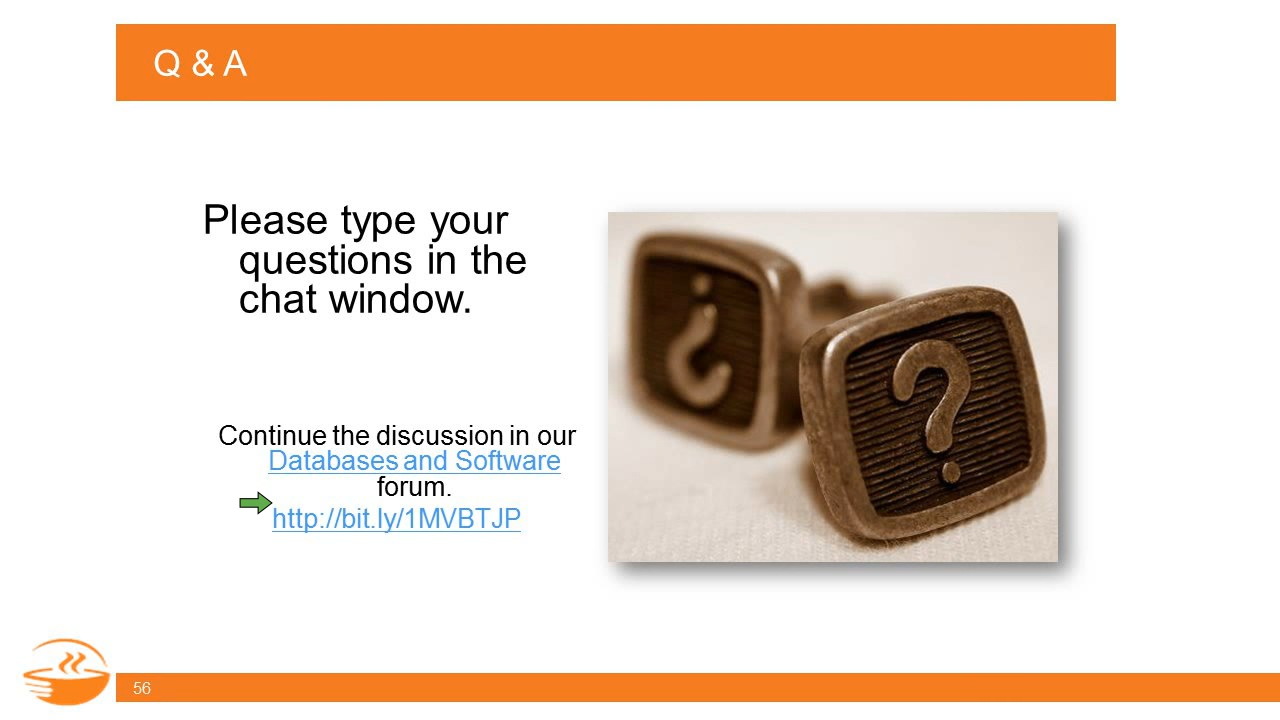 Q & A
Please type your
questions in the
chat window.
Continue the discussion in our
Databases and Software
forum.
http://bit.ly/1MVBTJP
¿
?
56